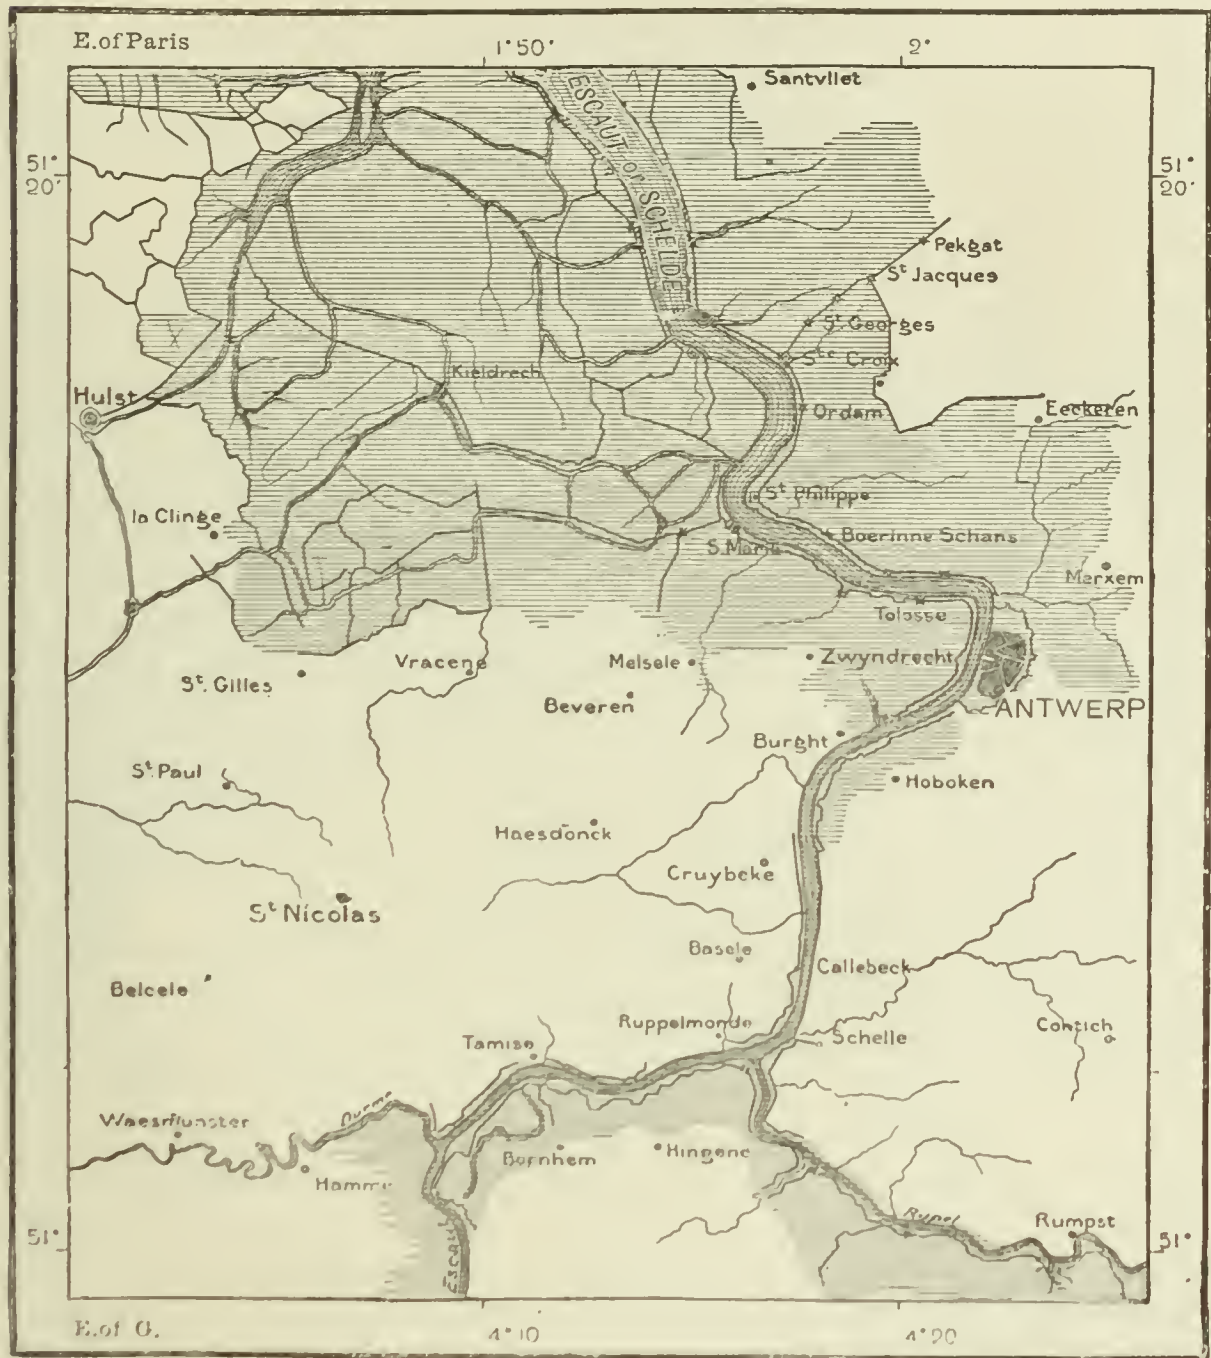 E. of Paris
1° 50'
2°
Santvliet
ESCAUT or SCHELDE
51°
20'
51°
20'
Pekgat
St Jacques
St Georges
Ste Croix
Kieldrech
Hulst
Ordam
Eeckeren
St Philippe
la Clinge
Boerinne Schans
S. Marie
Merxem
Tolosse
Vracene
Melsele
Zwyndrecht
St. Gilles
Beveren
ANTWERP
Burght
St. Paul
Hoboken
Haesdonck
Cruybeke
St Nicolas
Basele
Callebeck
Belcele
Ruppelmonde
Contich
Tamise
Schelle
Durme
Waesmunster
Bornhem
Hingene
Hamme
Rupel
Rumpst
51°
51°
Escaut
E. of G.
4° 10
4° 20